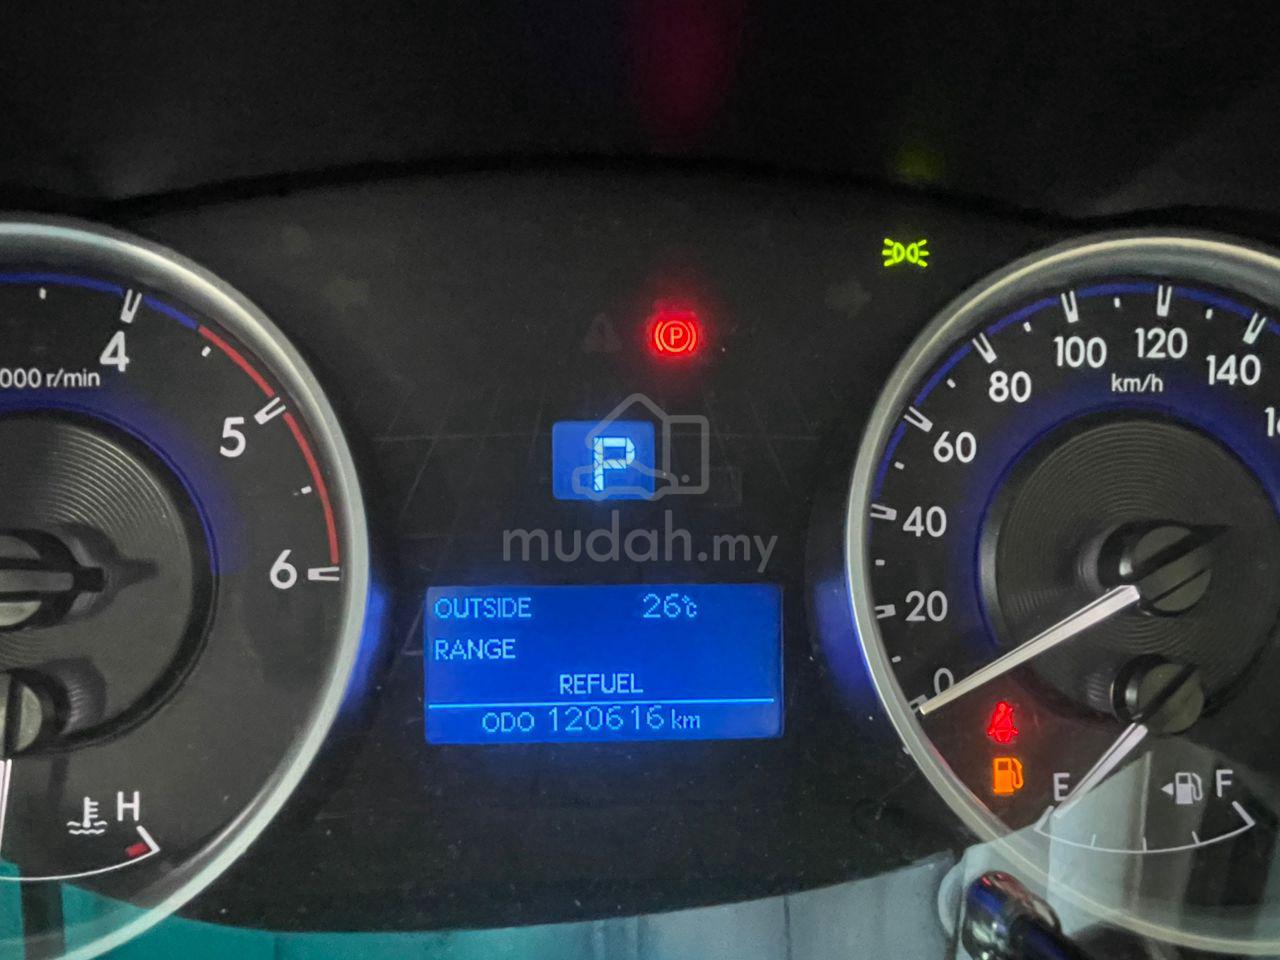 4
000 r/min
5
6
H
P
P
mudah.my
OUTSIDE 26°c
RANGE
REFUEL
ODO 120616 km
0
20
40
60
80
100
120
140
km/h
E
F